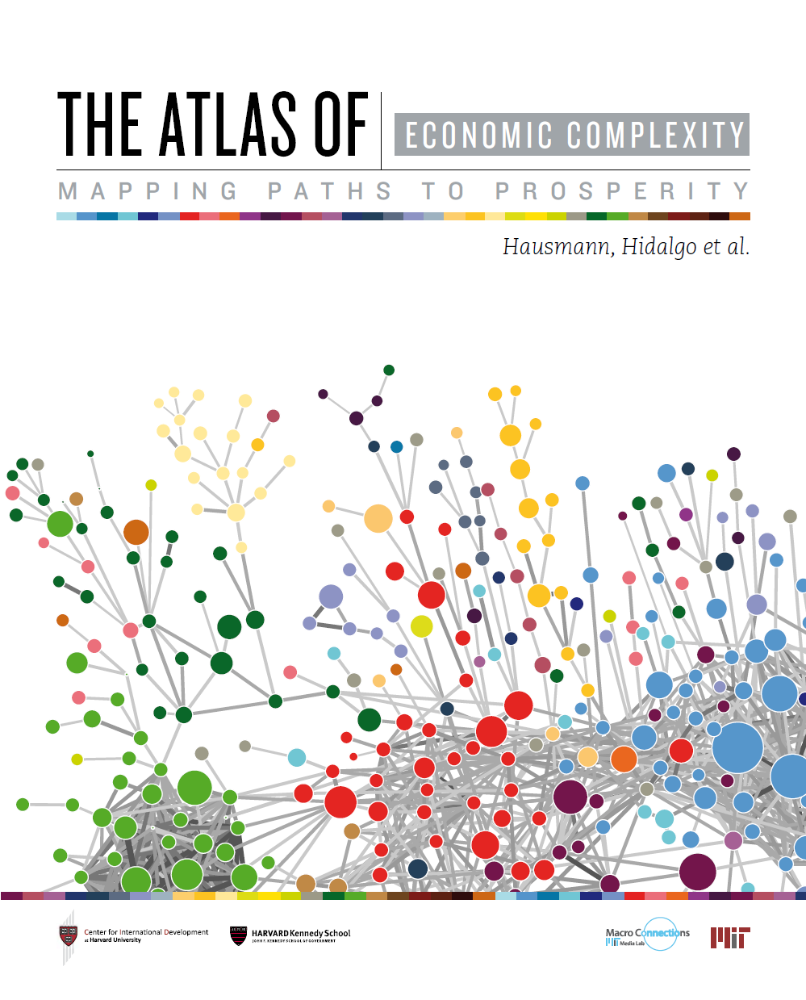 THE ATLAS OF
ECONOMIC COMPLEXITY
MAPPING PATHS TO PROSPERITY
Hausmann, Hidalgo et al.
Center for International Development
at Harvard University
HARVARD Kennedy School
JOHN F. KENNEDY SCHOOL OF GOVERNMENT
Macro Connections
MIT Media Lab
MIT